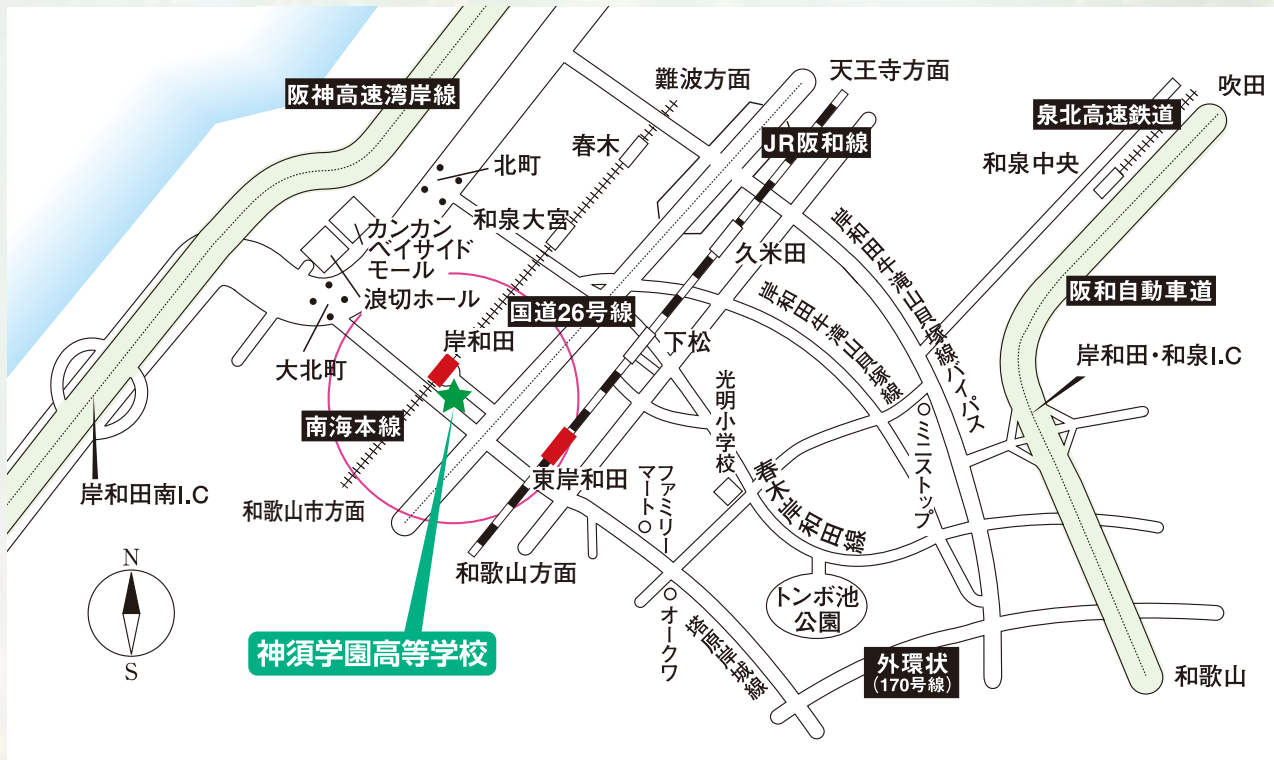 難波方面
天王寺方面
吹田
阪神高速湾岸線
泉北高速鉄道
JR阪和線
春木
北町
和泉中央
和泉大宮
カンカン
ベイサイド
モール
久米田
岸和田牛滝山貝塚線バイパス
浪切ホール
国道26号線
岸和田牛滝山貝塚線
阪和自動車道
岸和田
下松
岸和田・和泉I.C
大北町
光明小学校
南海本線
ミニストップ
岸和田南I.C
東岸和田
ファミリー
マート
春木岸和田線
和歌山市方面
N
S
和歌山方面
トンボ池
公園
オークワ
塔原岸城線
神須学園高等学校
外環状
(170号線)
和歌山